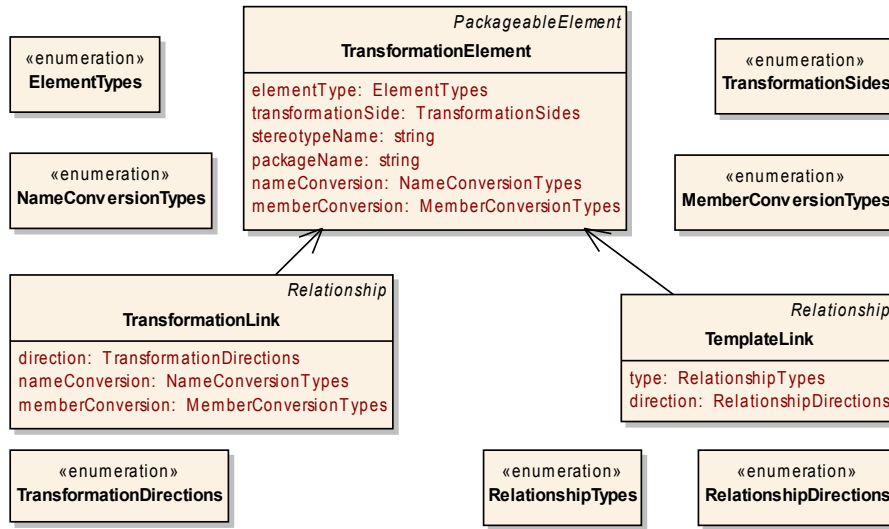 PackageableElement
TransformationElement
elementType: ElementTypes
transformationSide: TransformationSides
stereotypeName: string
packageName: string
nameConversion: NameConversionTypes
memberConversion: MemberConversionTypes
«enumeration»
ElementTypes
«enumeration»
TransformationSides
«enumeration»
NameConversionTypes
«enumeration»
MemberConversionTypes
Relationship
TransformationLink
direction: TransformationDirections
nameConversion: NameConversionTypes
memberConversion: MemberConversionTypes
Relationship
TemplateLink
type: RelationshipTypes
direction: RelationshipDirections
«enumeration»
TransformationDirections
«enumeration»
RelationshipTypes
«enumeration»
RelationshipDirections